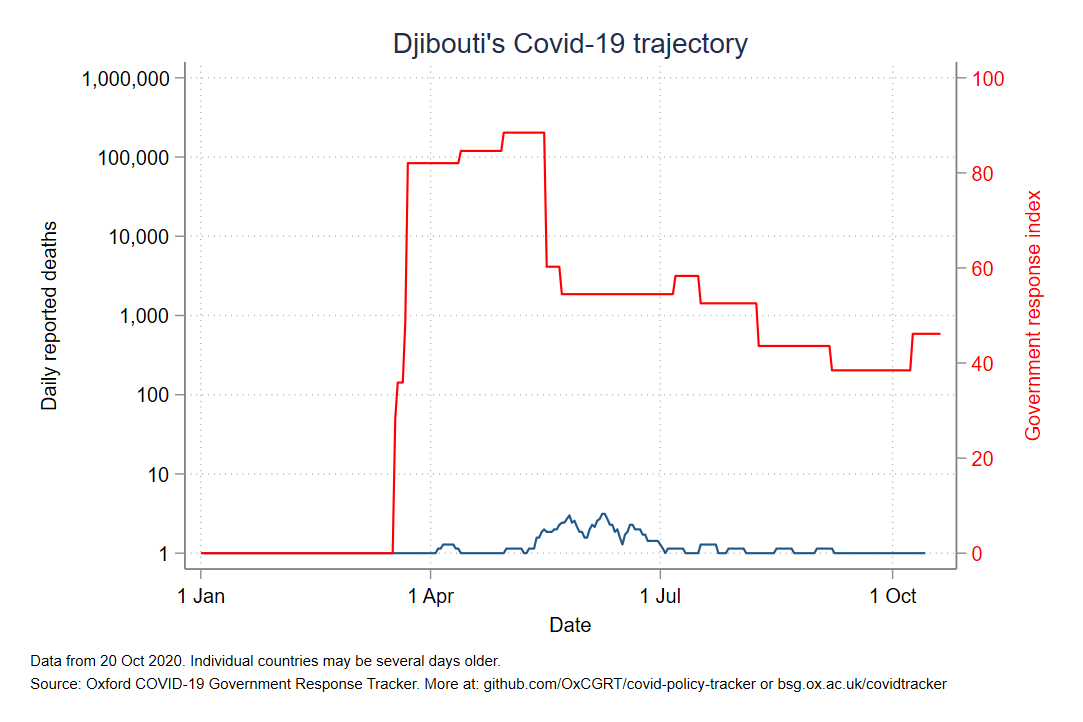 Djibouti's Covid-19 trajectory
1,000,000
100,000
10,000
1,000
100
10
1
Daily reported deaths
100
80
60
40
20
0
Government response index
1 Jan
1 Apr
1 Jul
1 Oct
Date
Data from 20 Oct 2020. Individual countries may be several days older.
Source: Oxford COVID-19 Government Response Tracker. More at: github.com/OxCGRT/covid-policy-tracker or bsg.ox.ac.uk/covidtracker